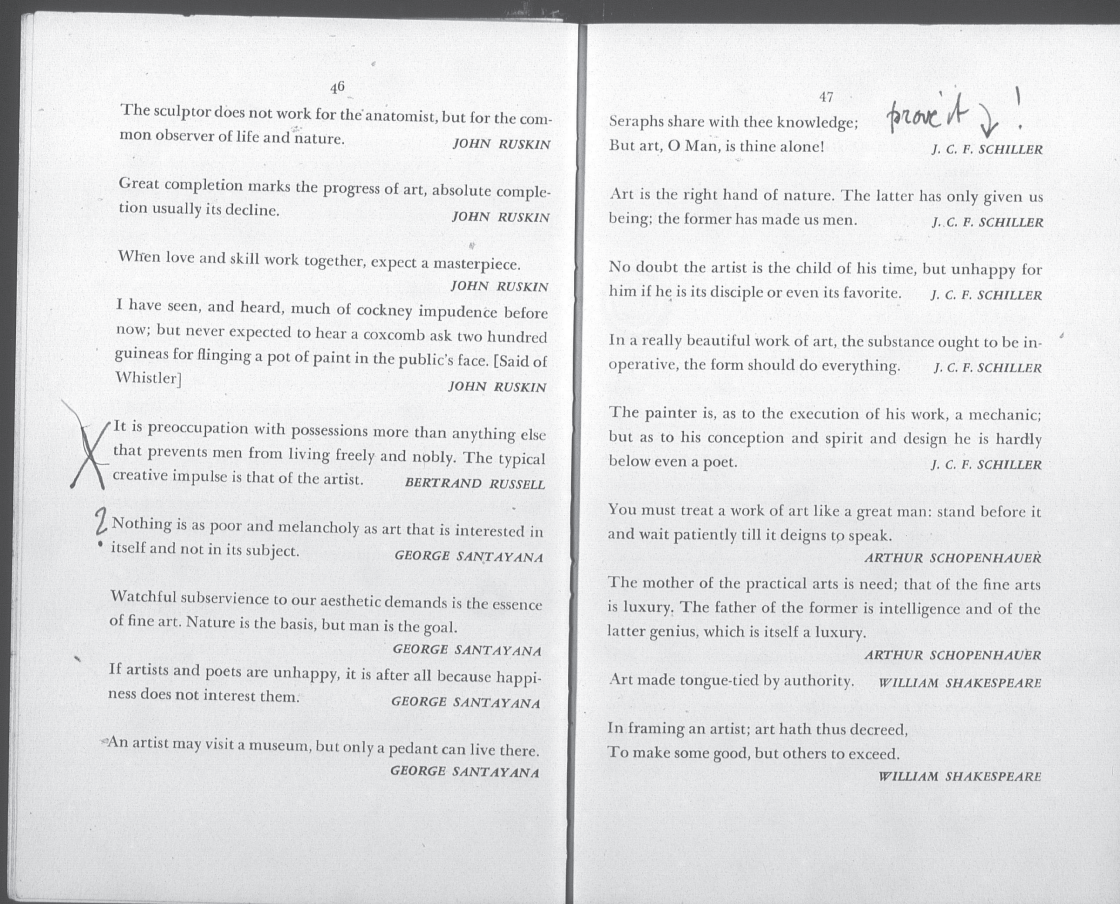 46
The sculptor does not work for the anatomist, but for the com-
mon observer of life and nature. JOHN RUSKIN
Great completion marks the progress of art, absolute comple-
tion usually its decline. JOHN RUSKIN
When love and skill work together, expect a masterpiece.
JOHN RUSKIN
I have seen, and heard, much of cockney impudence before
now; but never expected to hear a coxcomb ask two hundred
guineas for flinging a pot of paint in the public's face. [Said of
Whistler] JOHN RUSKIN
X
It is preoccupation with possessions more than anything else
that prevents men from living freely and nobly. The typical
creative impulse is that of the artist. BERTRAND RUSSELL
?
Nothing is as poor and melancholy as art that is interested in
itself and not in its subject. GEORGE SANTAYANA
Watchful subservience to our aesthetic demands is the essence
of fine art. Nature is the basis, but man is the goal.
GEORGE SANTAYANA
If artists and poets are unhappy, it is after all because happi-
ness does not interest them. GEORGE SANTAYANA
An artist may visit a museum, but only a pedant can live there.
GEORGE SANTAYANA
47
prove it ↓ !
Seraphs share with thee knowledge;
But art, O Man, is thine alone! J. C. F. SCHILLER
Art is the right hand of nature. The latter has only given us
being; the former has made us men. J. C. F. SCHILLER
No doubt the artist is the child of his time, but unhappy for
him if he is its disciple or even its favorite. J. C. F. SCHILLER
In a really beautiful work of art, the substance ought to be in-
operative, the form should do everything. J. C. F. SCHILLER
The painter is, as to the execution of his work, a mechanic;
but as to his conception and spirit and design he is hardly
below even a poet. J. C. F. SCHILLER
You must treat a work of art like a great man: stand before it
and wait patiently till it deigns to speak.
ARTHUR SCHOPENHAUER
The mother of the practical arts is need; that of the fine arts
is luxury. The father of the former is intelligence and of the
latter genius, which is itself a luxury.
ARTHUR SCHOPENHAUER
Art made tongue-tied by authority. WILLIAM SHAKESPEARE
In framing an artist; art hath thus decreed,
To make some good, but others to exceed.
WILLIAM SHAKESPEARE